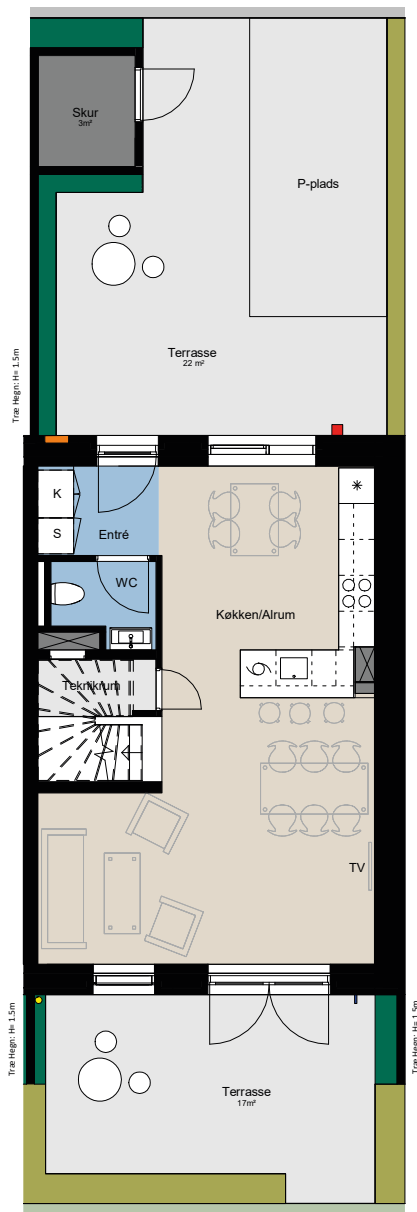 Skur
3m²
P-plads
Træ Hegn: H= 1.5m
Terrasse
22 m²
K
S
Entré
WC
Køkken/Alrum
Teknikrum
TV
Træ Hegn: H= 1.5m
Træ Hegn: H= 1.5m
Terrasse
17m²